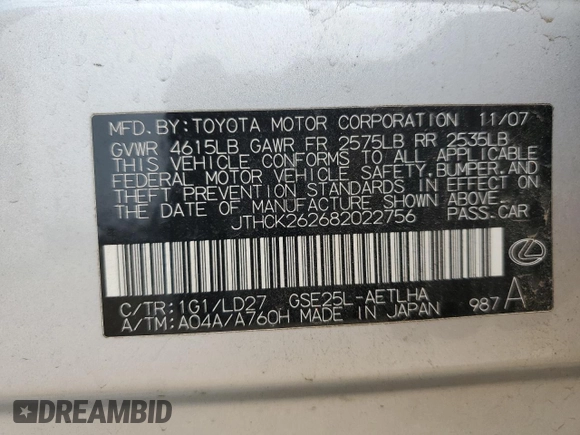 MFD.BY:TOYOTA MOTOR CORPORATION 11/07
GVWR 4615LB GAWR FR 2575LB RR 2535LB
THIS VEHICLE CONFORMS TO ALL APPLICABLE
FEDERAL MOTOR VEHICLE SAFETY,BUMPER,AND
THEFT PREVENTION STANDARDS IN EFFECT ON
THE DATE OF MANUFACTURE SHOWN ABOVE.
JTHCK262682022756 PASS.CAR
C/TR:1G1/LD27 GSE25L-AETLHA
A/TM:A04A/A760H MADE IN JAPAN 987 A
DREAMBID